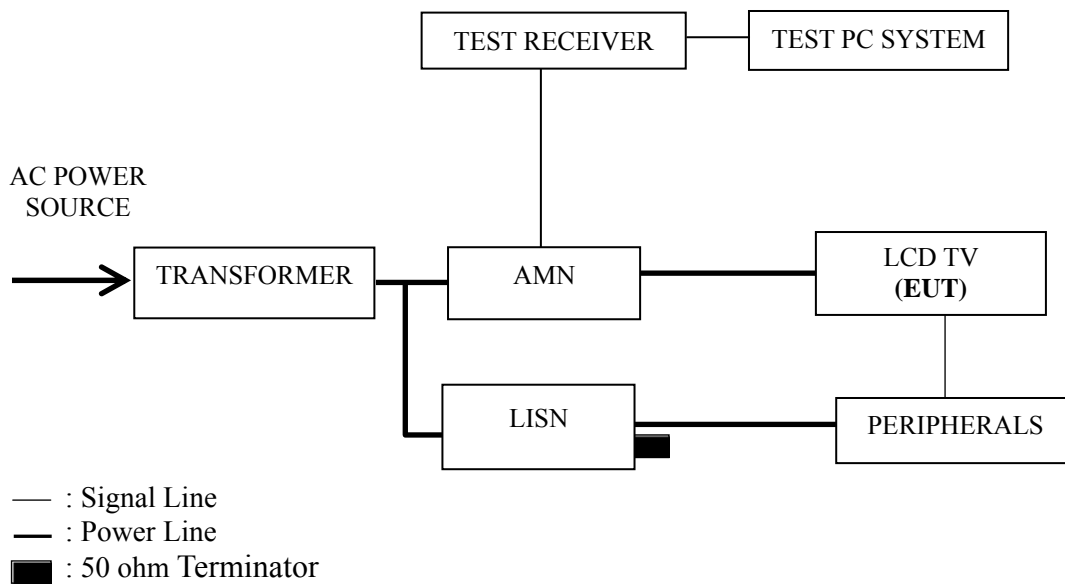 TEST RECEIVER
TEST PC SYSTEM
AC POWER
SOURCE
TRANSFORMER
AMN
LCD TV
(EUT)
LISN
PERIPHERALS
: Signal Line
: Power Line
: 50 ohm Terminator